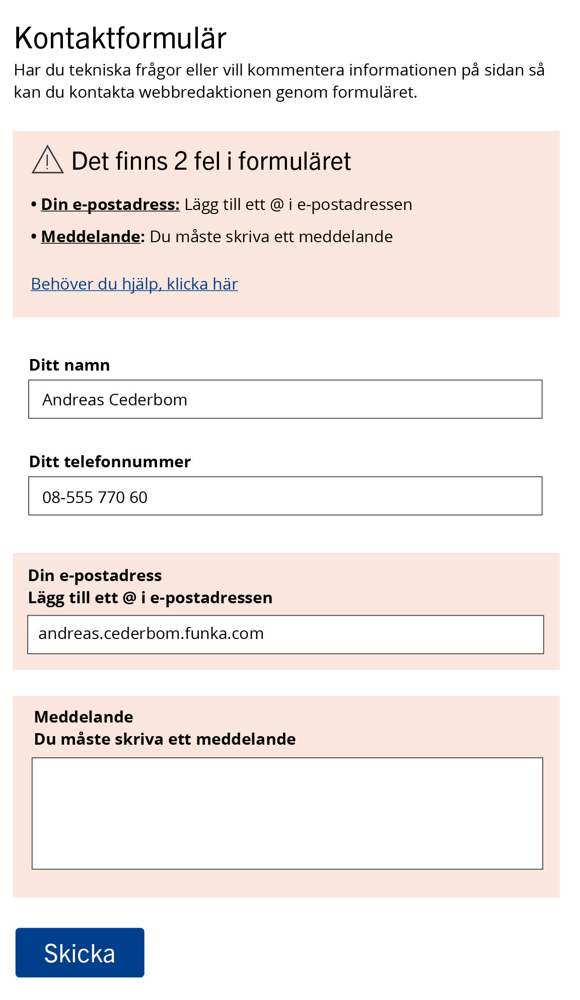 Kontaktformulär
Har du tekniska frågor eller vill kommentera informationen på sidan så
kan du kontakta webbredaktionen genom formuläret.
Det finns 2 fel i formuläret
• Din e-postadress: Lägg till ett @ i e-postadressen
• Meddelande: Du måste skriva ett meddelande
Behöver du hjälp, klicka här
Ditt namn
Andreas Cederbom
Ditt telefonnummer
08-555 770 60
Din e-postadress
Lägg till ett @ i e-postadressen
andreas.cederbom.funka.com
Meddelande
Du måste skriva ett meddelande
Skicka